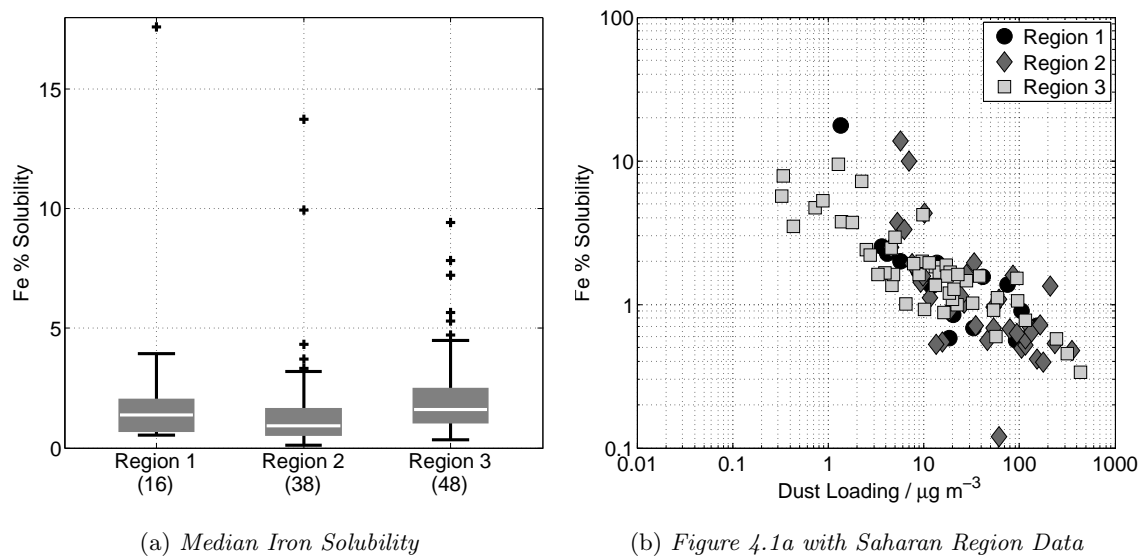 15
10
5
0
Fe % Solubility
Region 1
(16)
Region 2
(38)
Region 3
(48)
(a) Median Iron Solubility
100
10
1
0.1
Fe % Solubility
Region 1
Region 2
Region 3
0.01
0.1
1
10
100
1000
Dust Loading / μg m⁻³
(b) Figure 4.1a with Saharan Region Data